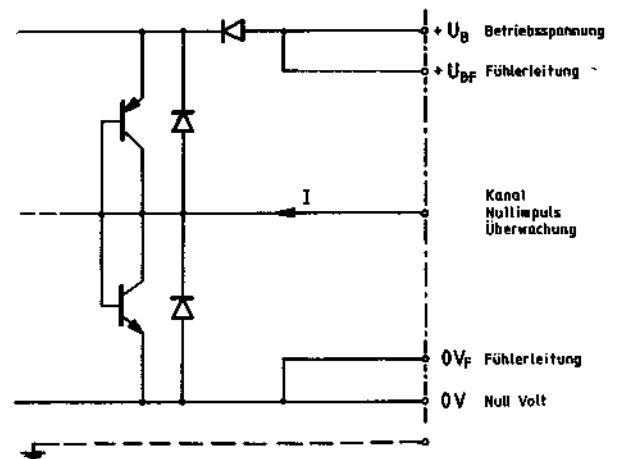 + U_B Betriebsspannung
+ U_BF Fühlerleitung
I
Kanal
Nullimpuls
Überwachung
0V_F Fühlerleitung
0V Null Volt